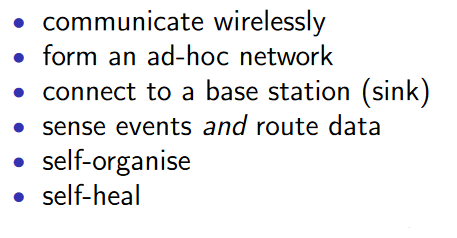 • communicate wirelessly
• form an ad-hoc network
• connect to a base station (sink)
• sense events and route data
• self-organise
• self-heal